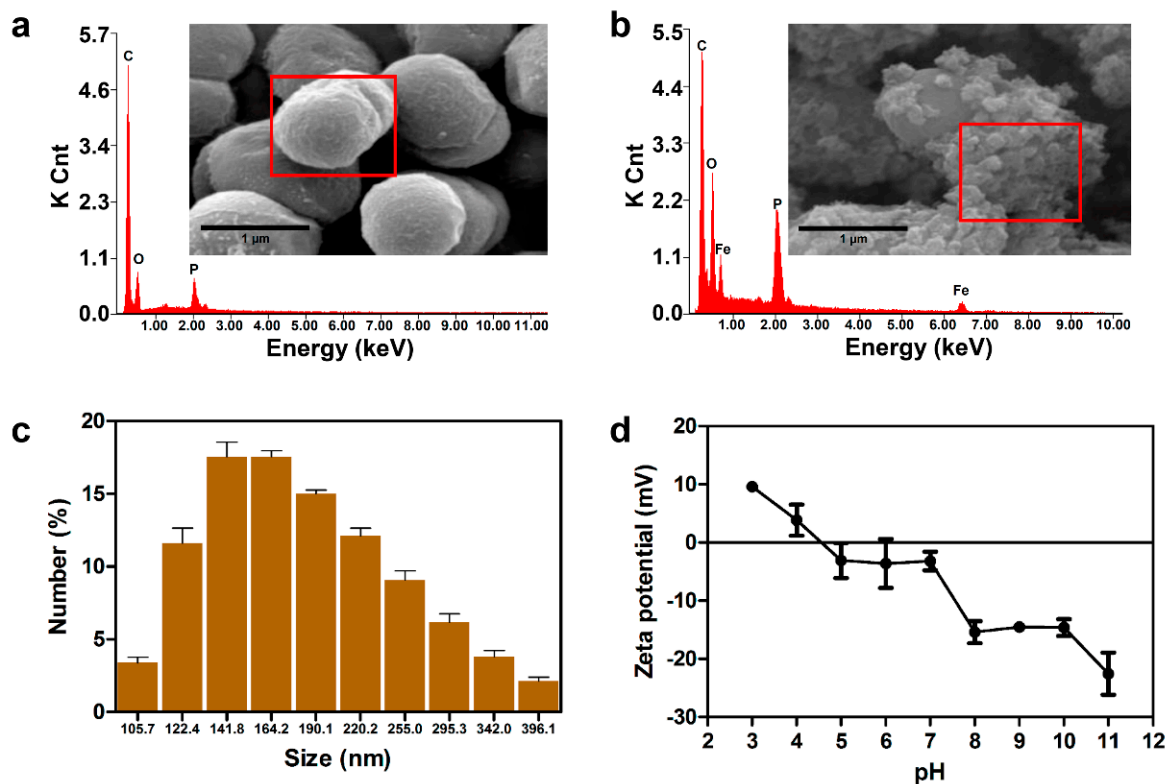 a
5.7
4.6
3.4
2.3
1.1
0.0
K Cnt
C
O
P
1 µm
1.00 2.00 3.00 4.00 5.00 6.00 7.00 8.00 9.00 10.00 11.00
Energy (keV)
b
5.5
4.4
3.3
2.2
1.1
0.0
K Cnt
C
O
Fe
P
Fe
1 µm
1.00 2.00 3.00 4.00 5.00 6.00 7.00 8.00 9.00 10.00
Energy (keV)
c
20
15
10
5
0
Number (%)
105.7 122.4 141.8 164.2 190.1 220.2 255.0 295.3 342.0 396.1
Size (nm)
d
20
10
0
-10
-20
-30
Zeta potential (mV)
2 3 4 5 6 7 8 9 10 11 12
pH